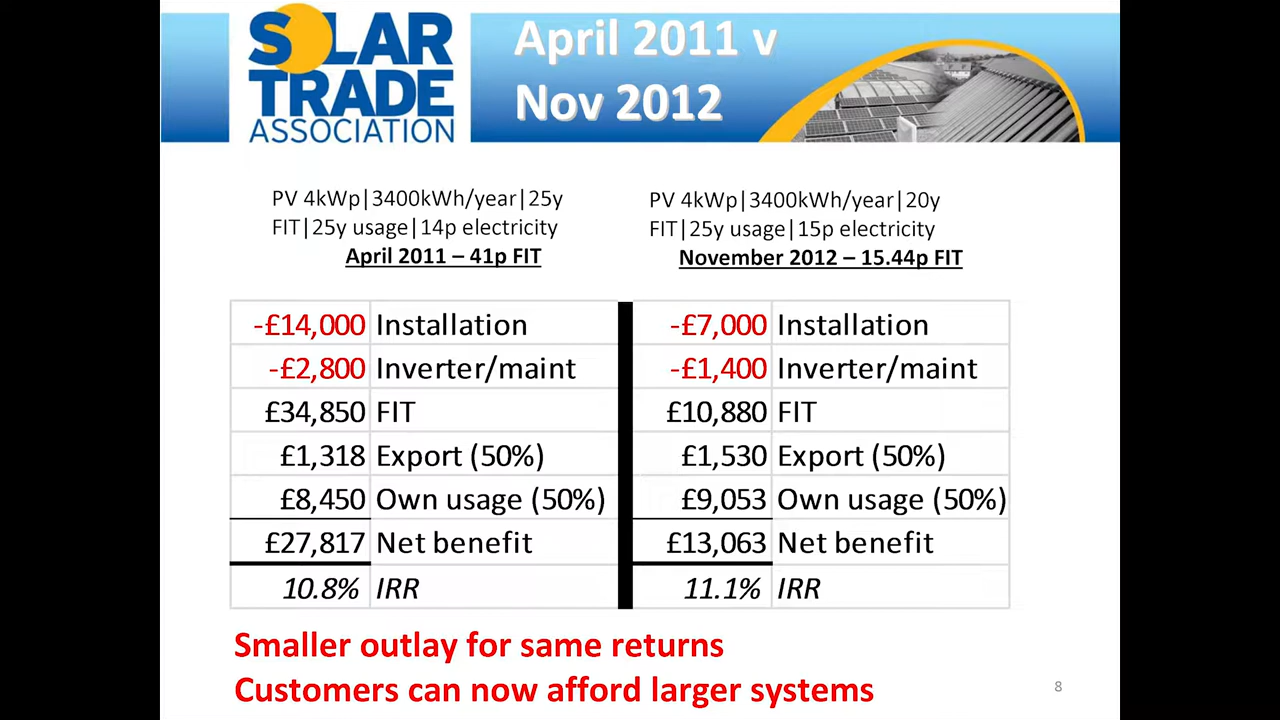 SOLAR
TRADE
ASSOCIATION
April 2011 v
Nov 2012
PV 4kWp|3400kWh/year|25y
FIT|25y usage|14p electricity
April 2011 – 41p FIT
PV 4kWp|3400kWh/year|20y
FIT|25y usage|15p electricity
November 2012 – 15.44p FIT
-£14,000 Installation -£7,000 Installation
-£2,800 Inverter/maint -£1,400 Inverter/maint
£34,850 FIT £10,880 FIT
£1,318 Export (50%) £1,530 Export (50%)
£8,450 Own usage (50%) £9,053 Own usage (50%)
£27,817 Net benefit £13,063 Net benefit
10.8% IRR 11.1% IRR
Smaller outlay for same returns
Customers can now afford larger systems
8